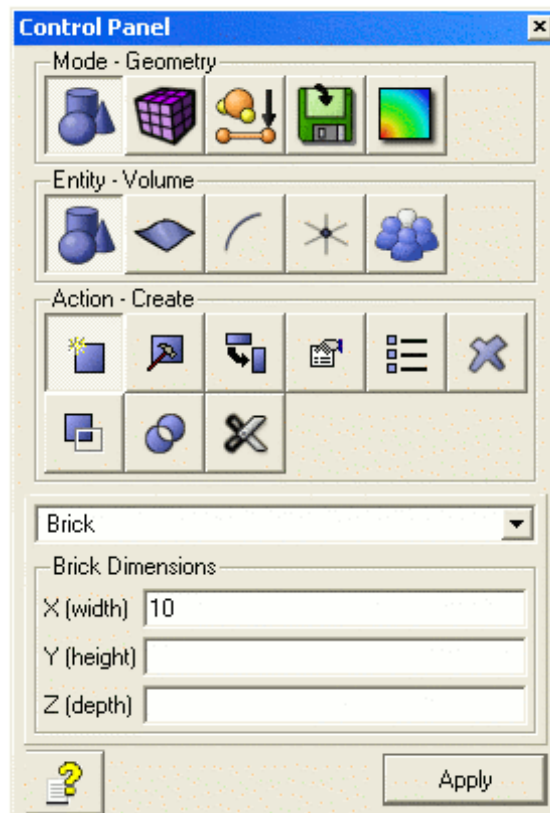 Control Panel
Mode - Geometry
Entity - Volume
Action - Create
Brick
Brick Dimensions
X (width) 10
Y (height)
Z (depth)
Apply